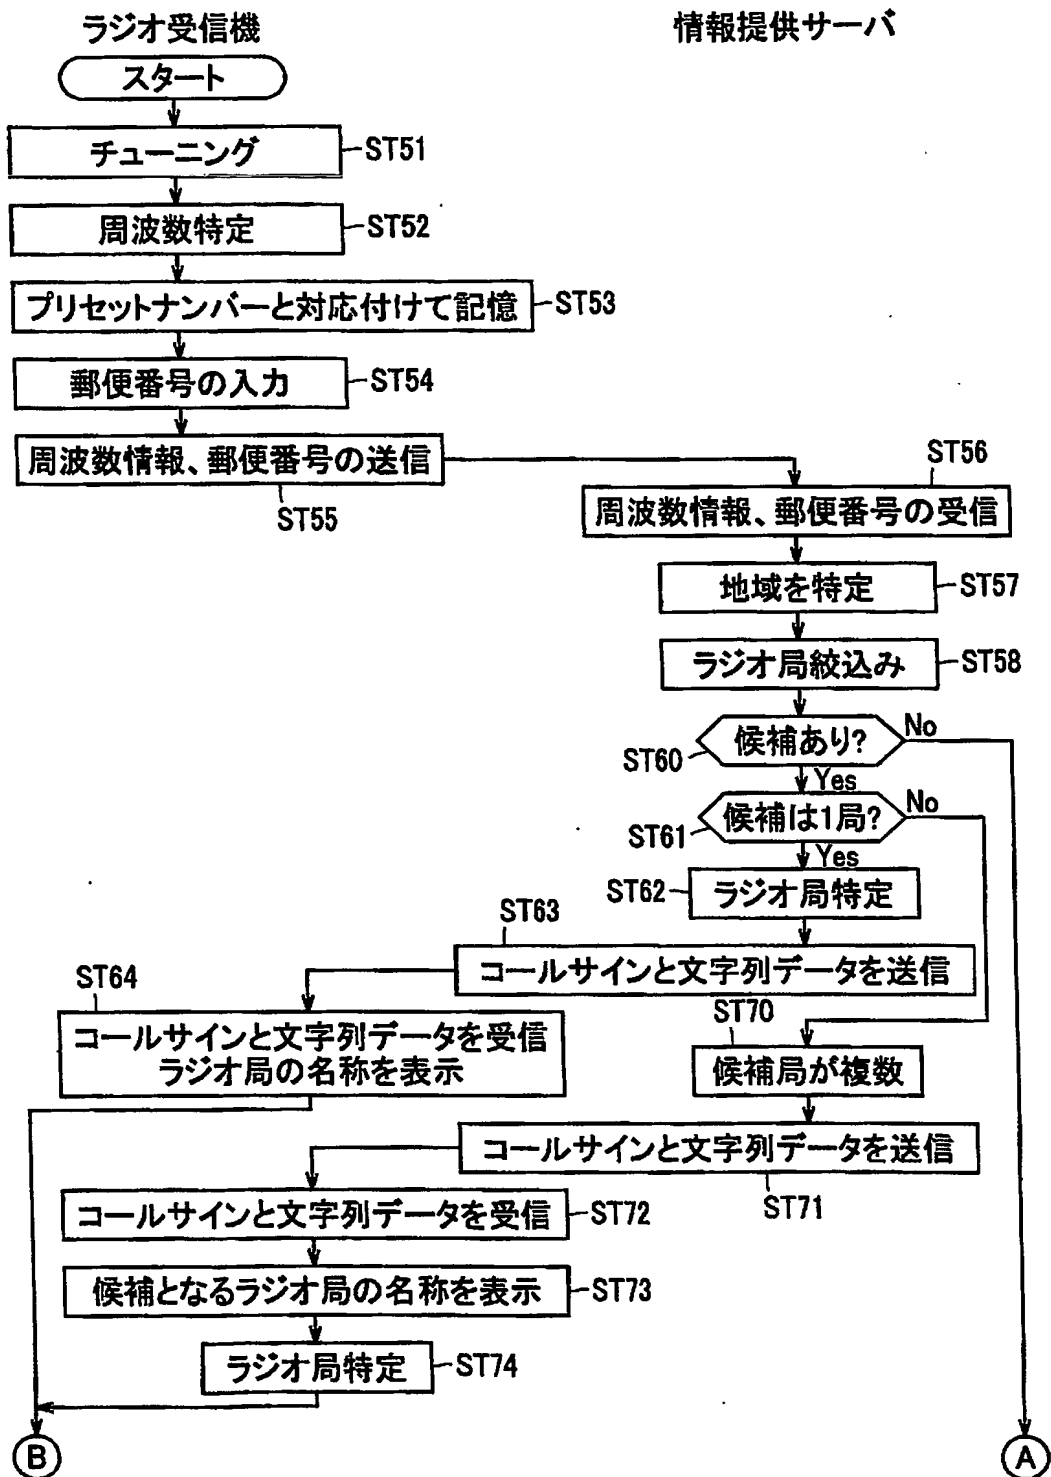 ラジオ受信機
情報提供サーバ
スタート
チューニング
ST51
周波数特定
ST52
プリセットナンバーと対応付けて記憶
ST53
郵便番号の入力
ST54
周波数情報、郵便番号の送信
ST55
ST56
周波数情報、郵便番号の受信
地域を特定
ST57
ラジオ局絞込み
ST58
候補あり?
No
ST60
Yes
候補は1局?
No
ST61
Yes
ST62
ラジオ局特定
ST63
コールサインと文字列データを送信
ST64
コールサインと文字列データを受信
ラジオ局の名称を表示
ST70
候補局が複数
コールサインと文字列データを送信
ST71
コールサインと文字列データを受信
ST72
候補となるラジオ局の名称を表示
ST73
ラジオ局特定
ST74
B
A